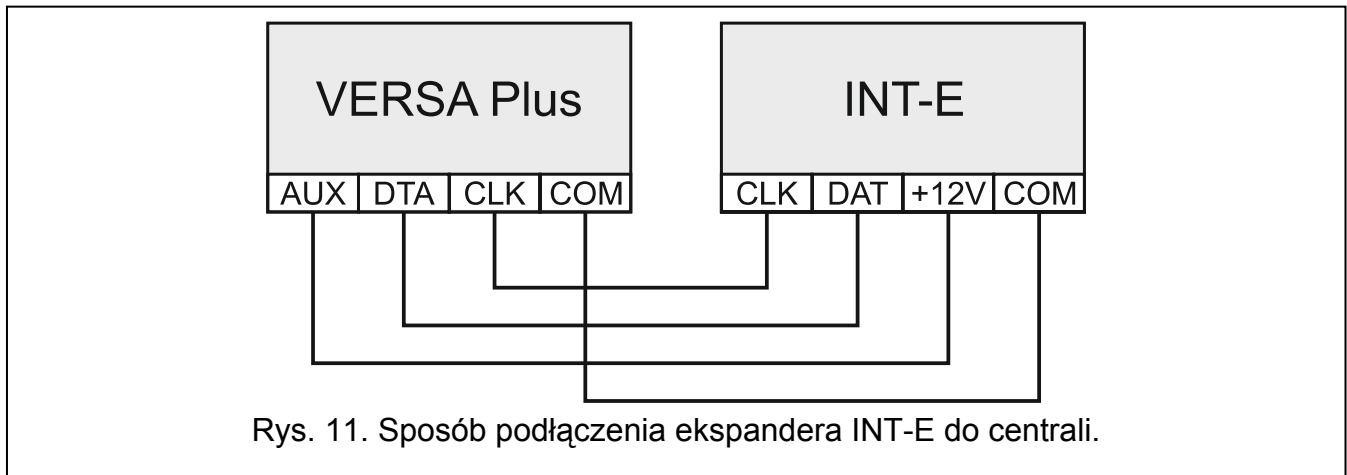 VERSA Plus INT-E
AUX DTA CLK COM CLK DAT +12V COM
Rys. 11. Sposób podłączenia ekspandera INT-E do centrali.